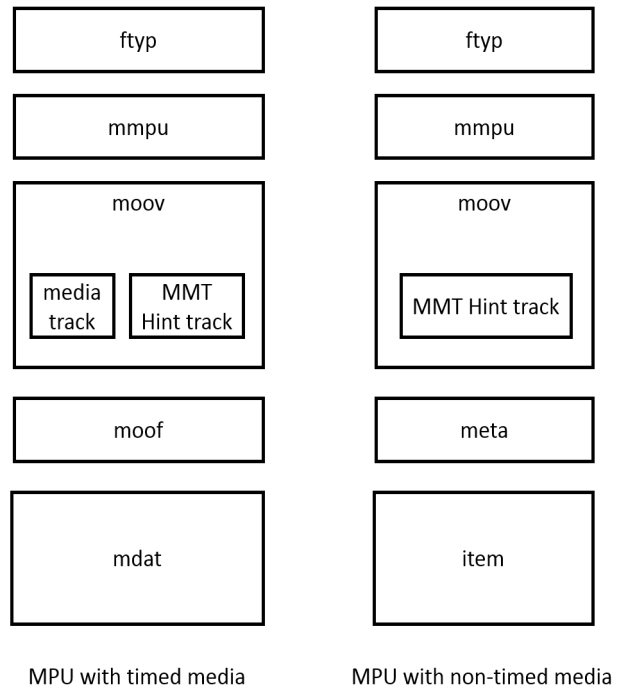 ftyp
mmpu
moov
media
track
MMT
Hint track
moof
mdat
MPU with timed media
ftyp
mmpu
moov
MMT Hint track
meta
item
MPU with non-timed media